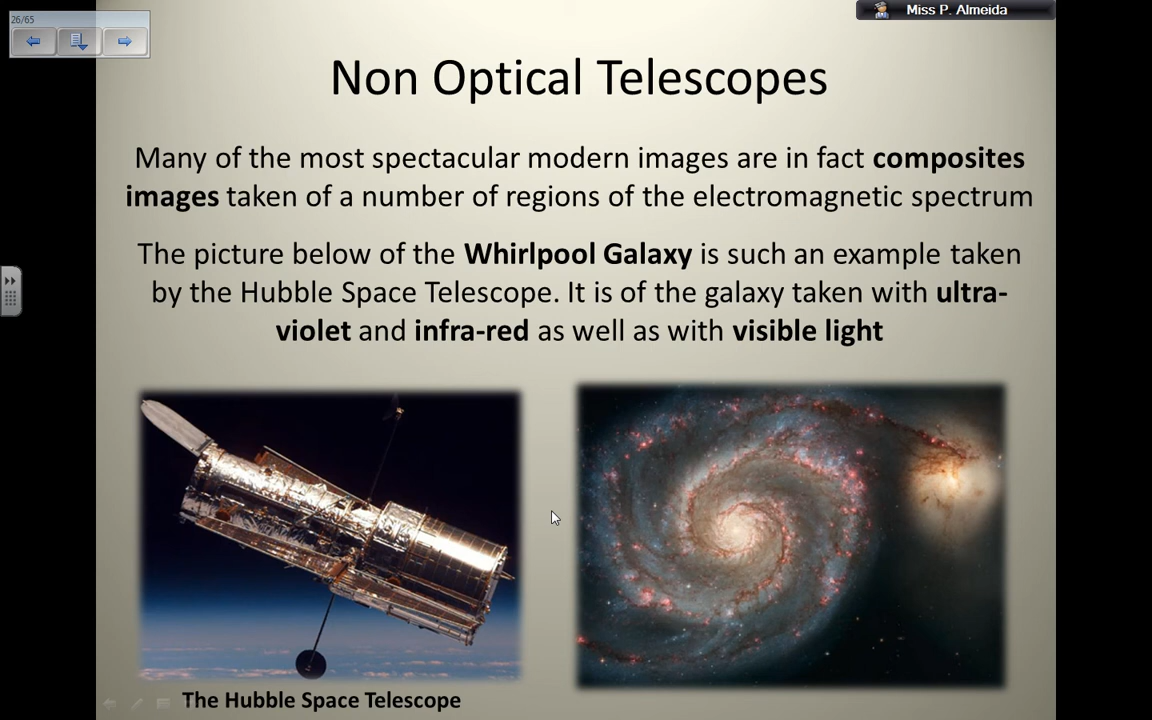 26/65
Miss P. Almeida
Non Optical Telescopes
Many of the most spectacular modern images are in fact composites
images taken of a number of regions of the electromagnetic spectrum
The picture below of the Whirlpool Galaxy is such an example taken
by the Hubble Space Telescope. It is of the galaxy taken with ultra-
violet and infra-red as well as with visible light
The Hubble Space Telescope